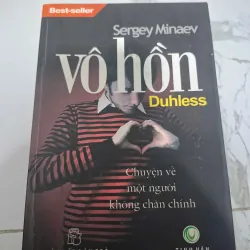 Best-seller
Sergey Minaev
vô hồn
Duhless
Chuyện về
một người
không chân chính